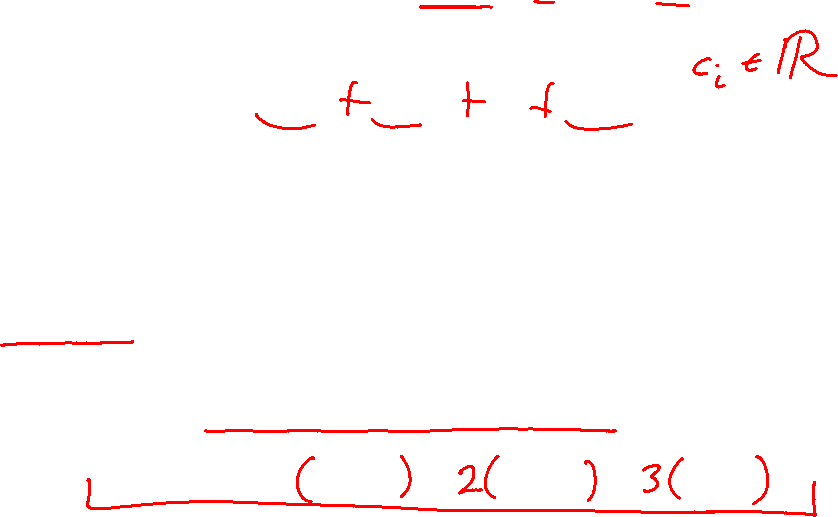 cᵢ ∈ ℝ
+ + +
( ) 2( ) 3( )